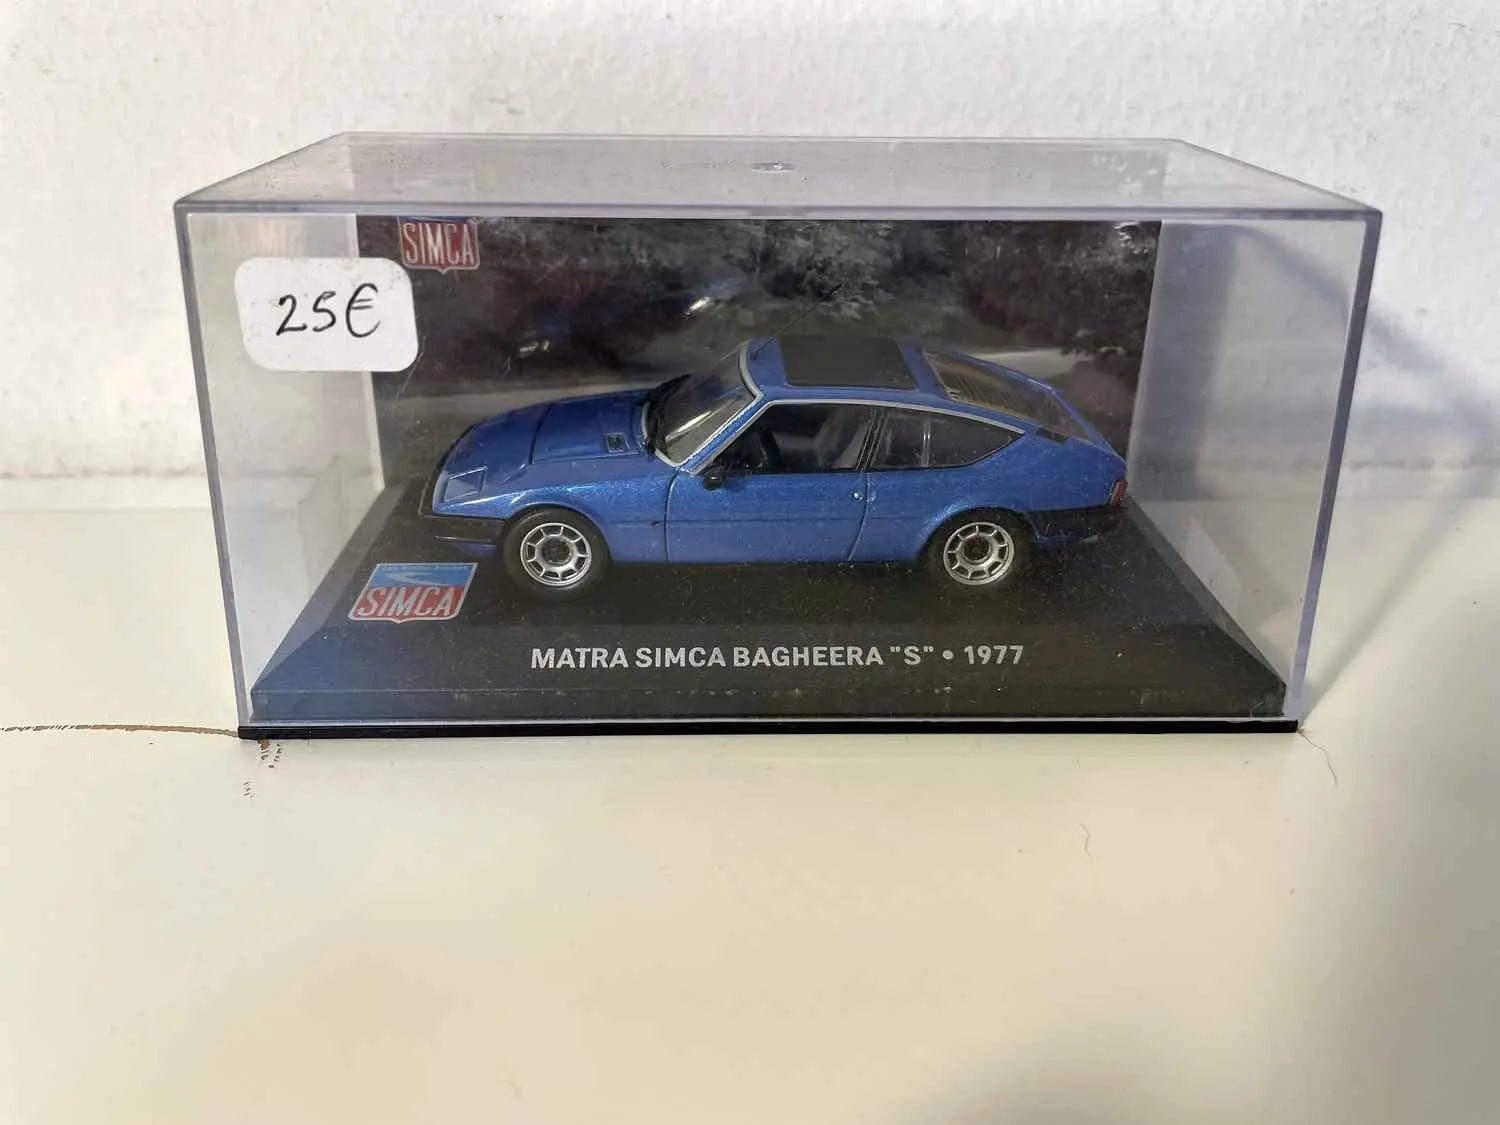 SIMCA
25€
SIMCA
MATRA SIMCA BAGHEERA "S" • 1977